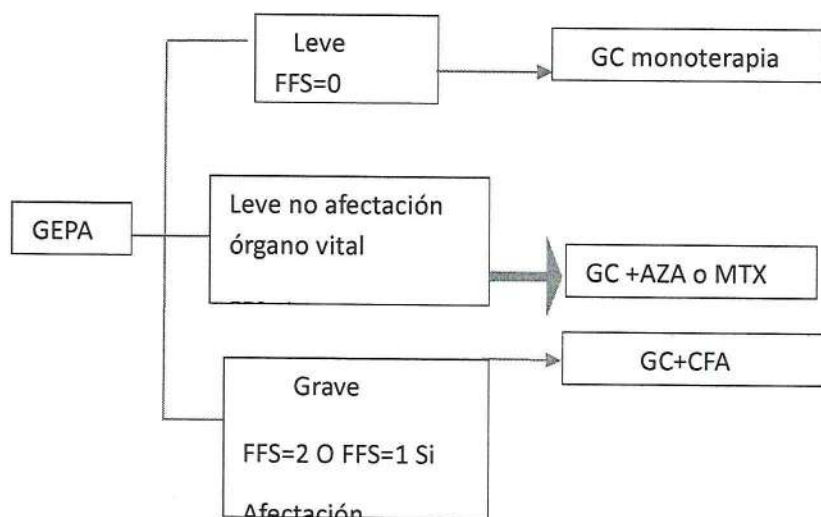 Leve
FFS=0
GC monoterapia
GEPA
Leve no afectación
órgano vital
GC +AZA o MTX
Grave
FFS=2 O FFS=1 Si
Afectación
GC+CFA